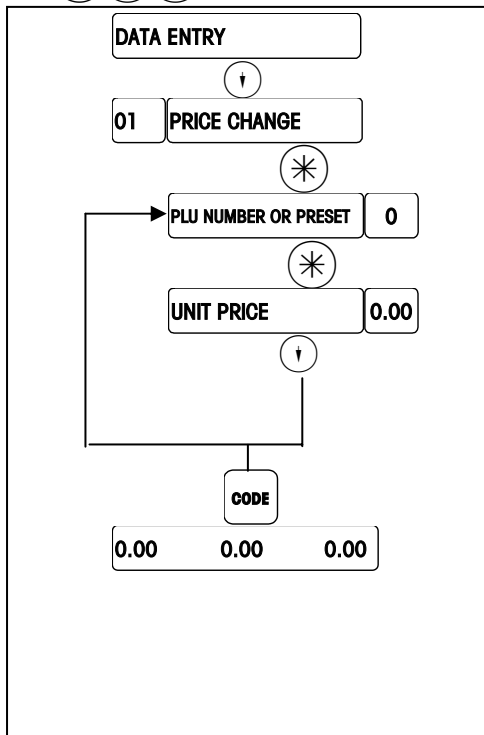 DATA ENTRY
01 PRICE CHANGE
PLU NUMBER OR PRESET 0
UNIT PRICE 0.00
CODE
0.00 0.00 0.00